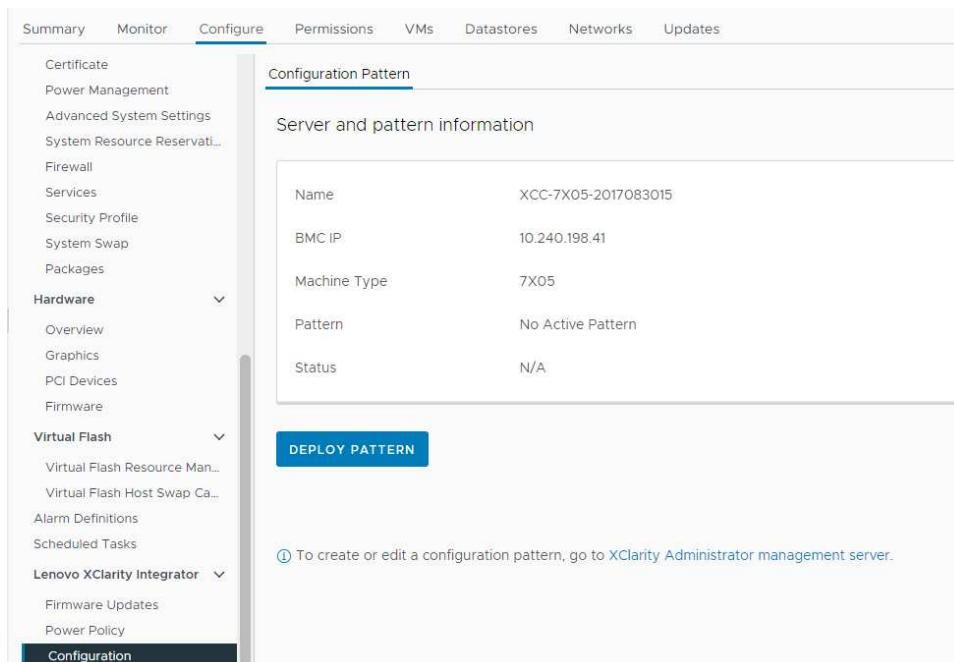 Summary Monitor Configure Permissions VMs Datastores Networks Updates
Certificate
Power Management
Advanced System Settings
System Resource Reservati...
Firewall
Services
Security Profile
System Swap
Packages
Hardware
Overview
Graphics
PCI Devices
Firmware
Virtual Flash
Virtual Flash Resource Man...
Virtual Flash Host Swap Ca...
Alarm Definitions
Scheduled Tasks
Lenovo XClarity Integrator
Firmware Updates
Power Policy
Configuration
Configuration Pattern
Server and pattern information
Name XCC-7X05-2017083015
BMC IP 10.240.198.41
Machine Type 7X05
Pattern No Active Pattern
Status N/A
DEPLOY PATTERN
To create or edit a configuration pattern, go to XClarity Administrator management server.